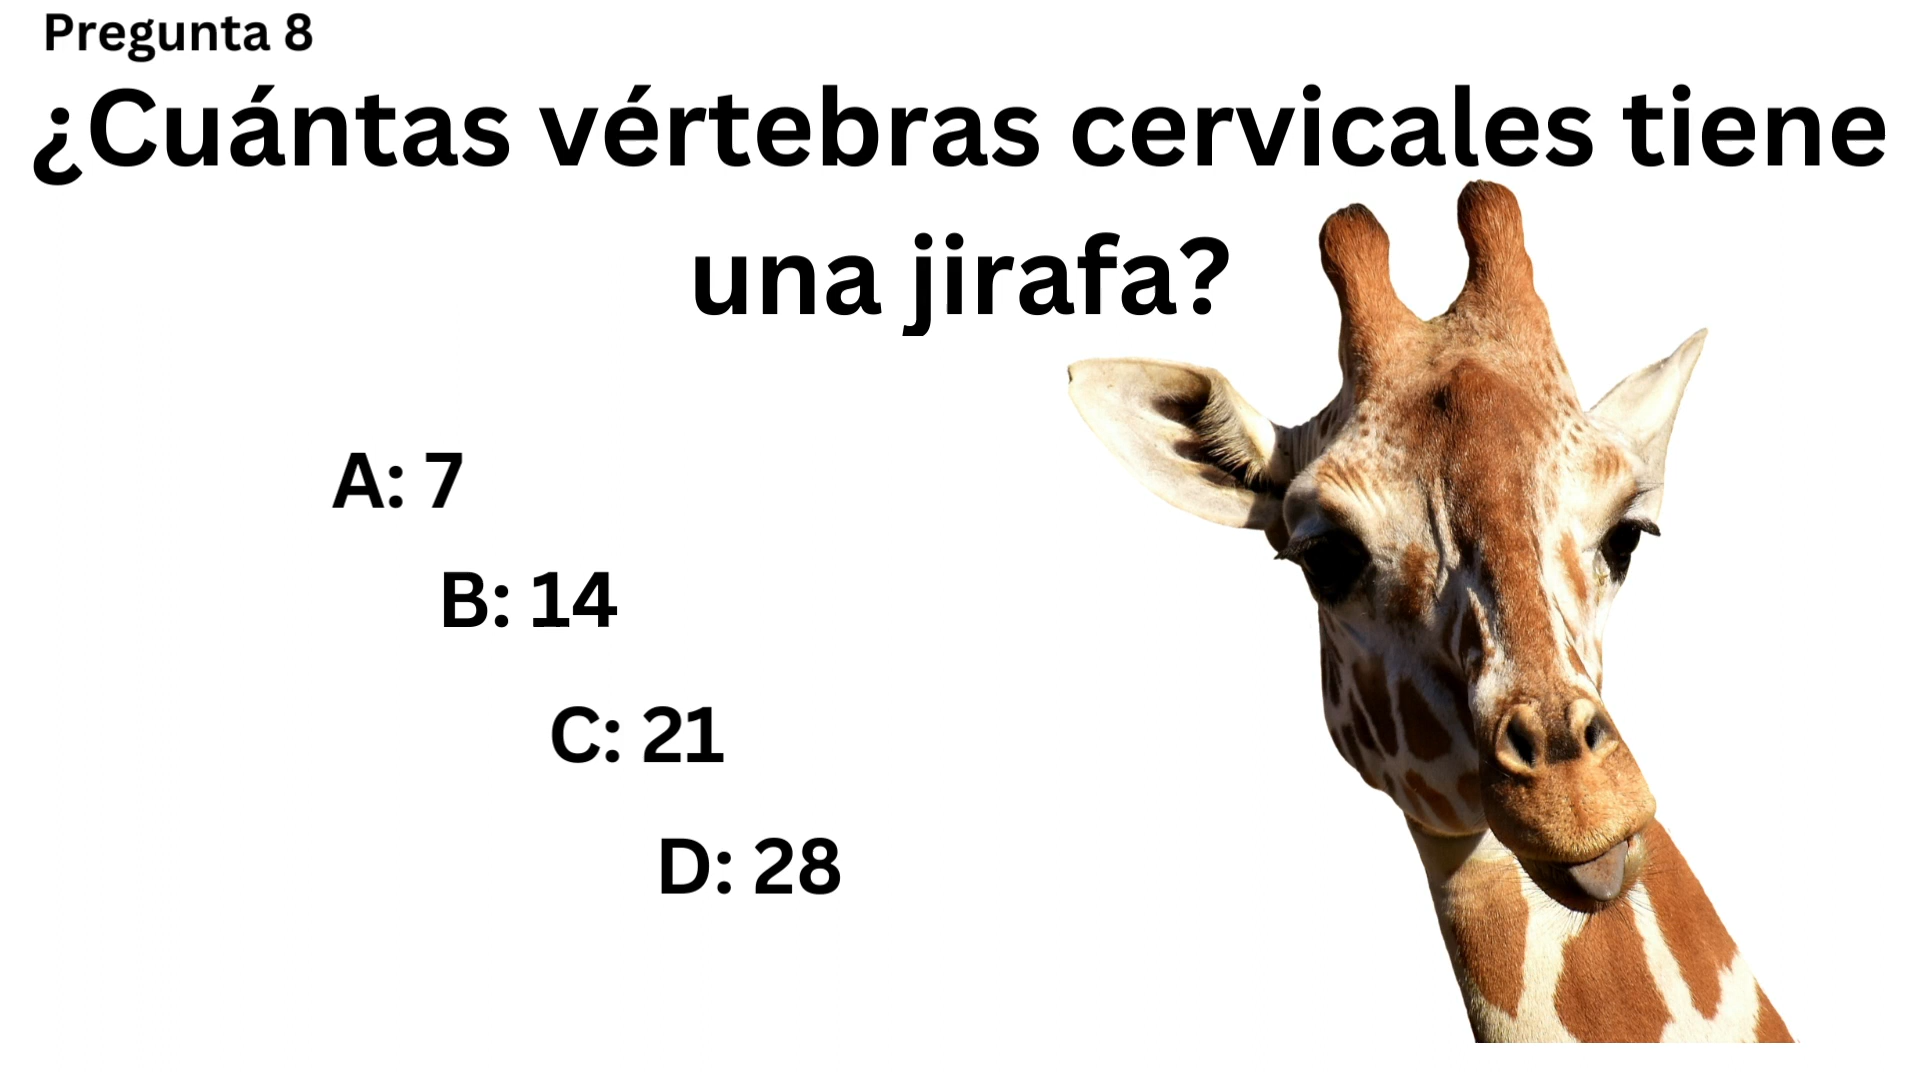 Pregunta 8
¿Cuántas vértebras cervicales tiene
una jirafa?
A: 7
B: 14
C: 21
D: 28